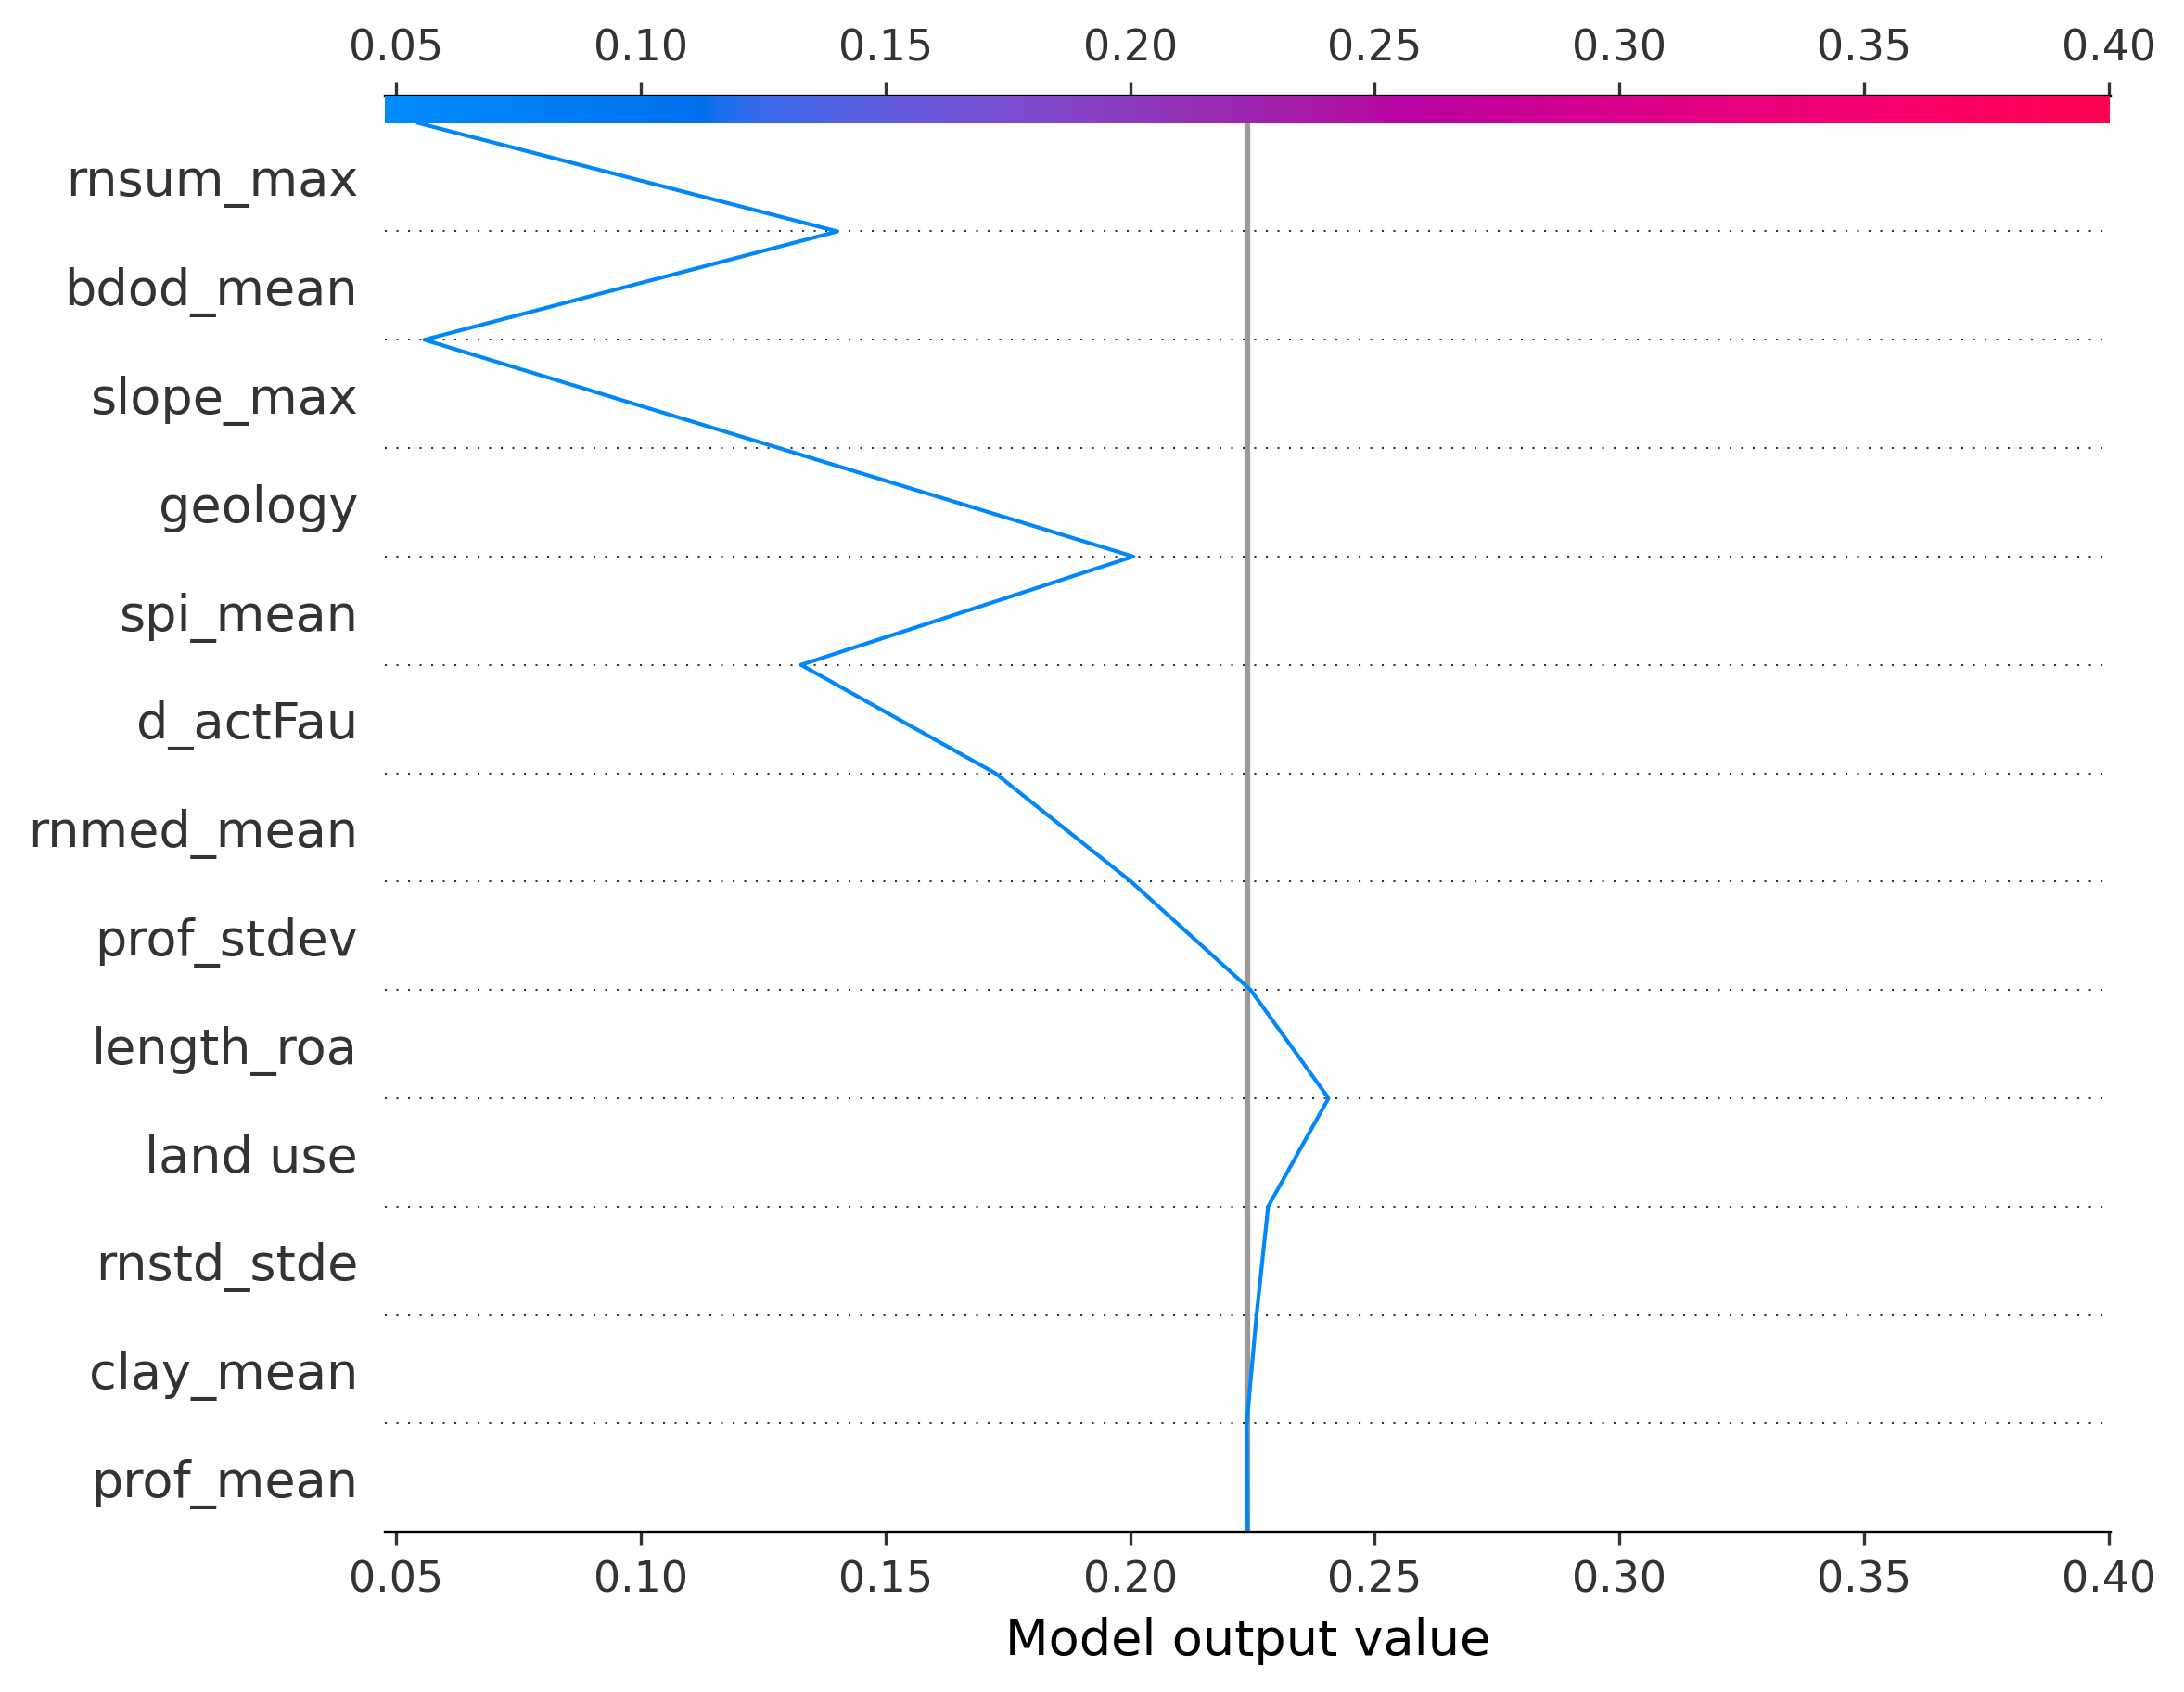 0.05 0.10 0.15 0.20 0.25 0.30 0.35 0.40
rnsum_max
bdod_mean
slope_max
geology
spi_mean
d_actFau
rnmed_mean
prof_stdev
length_roa
land use
rnstd_stde
clay_mean
prof_mean
0.05 0.10 0.15 0.20 0.25 0.30 0.35 0.40
Model output value